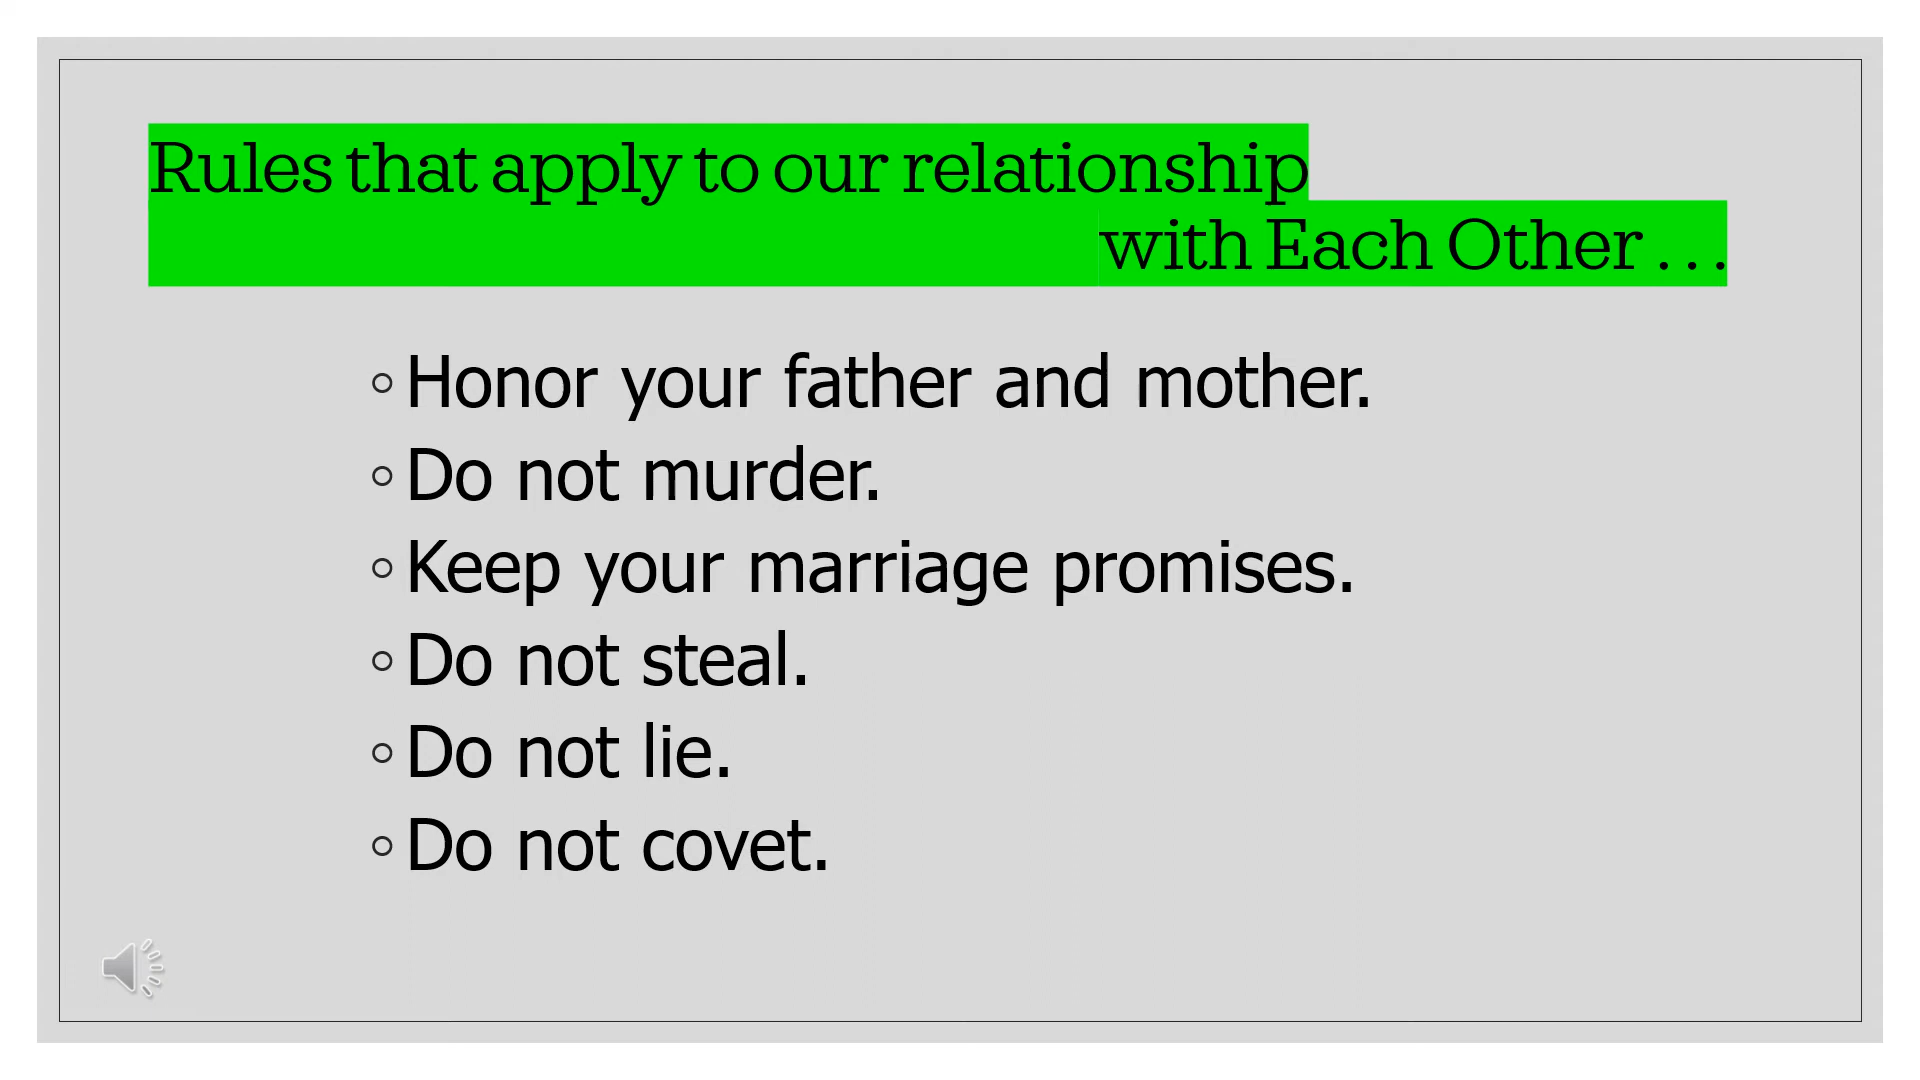 Rules that apply to our relationship
with Each Other . . .
◦Honor your father and mother.
◦Do not murder.
◦Keep your marriage promises.
◦Do not steal.
◦Do not lie.
◦Do not covet.